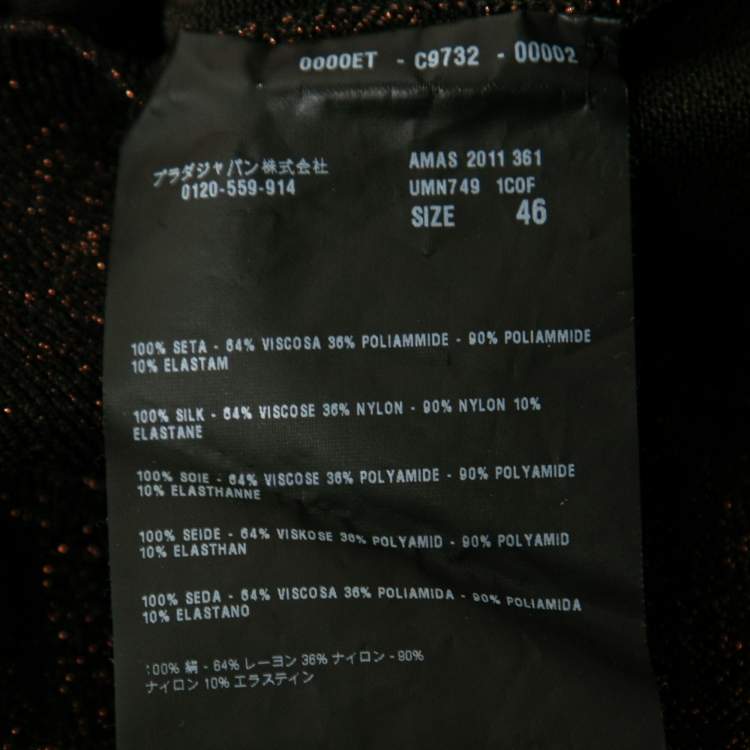 0000ET - C9732 - 00002
プラダジャパン株式会社
0120-559-914
AMAS 2011 361
UMN749 1C0F
SIZE 46
100% SETA - 64% VISCOSA 36% POLIAMMIDE - 90% POLIAMMIDE
10% ELASTAM
100% SILK - 64% VISCOSE 36% NYLON - 90% NYLON 10%
ELASTANE
100% SOIE - 64% VISCOSE 36% POLYAMIDE - 90% POLYAMIDE
10% ELASTHANNE
100% SEIDE - 64% VISKOSE 36% POLYAMID - 90% POLYAMID
10% ELASTHAN
100% SEDA - 64% VISCOSA 36% POLIAMIDA - 90% POLIAMIDA
10% ELASTANO
100% 絹 - 64% レーヨン 36% ナイロン - 90%
ナイロン 10% エラスティン